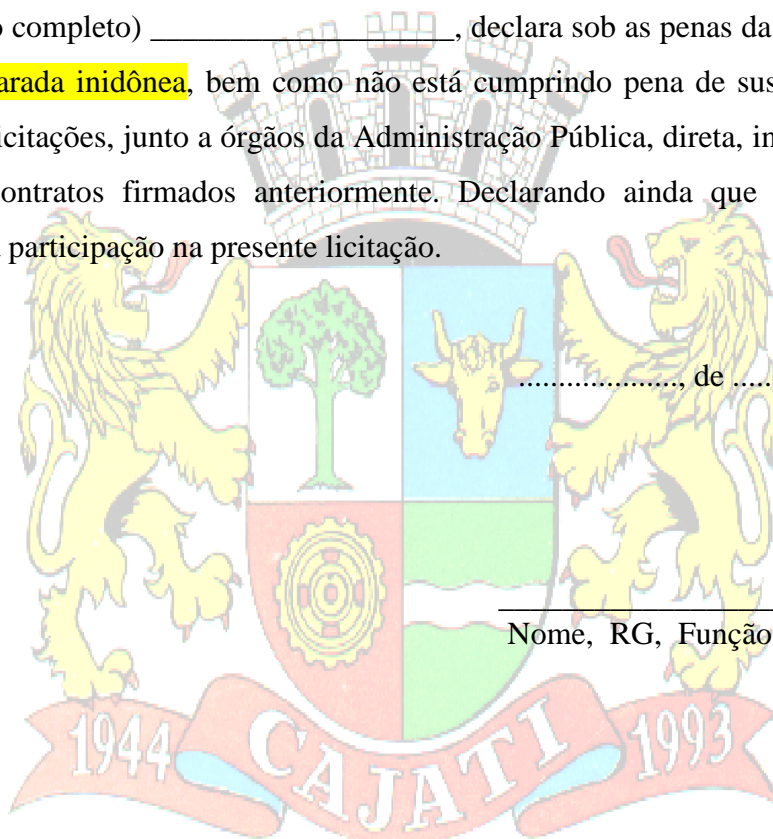 o completo) ___________________, declara sob as penas da
arada inidônea, bem como não está cumprindo pena de sus
icitações, junto a órgãos da Administração Pública, direta, in
ontratos firmados anteriormente. Declarando ainda que
participação na presente licitação.
...................., de .....
__________________
Nome, RG, Função
1944 CAJATI 1993